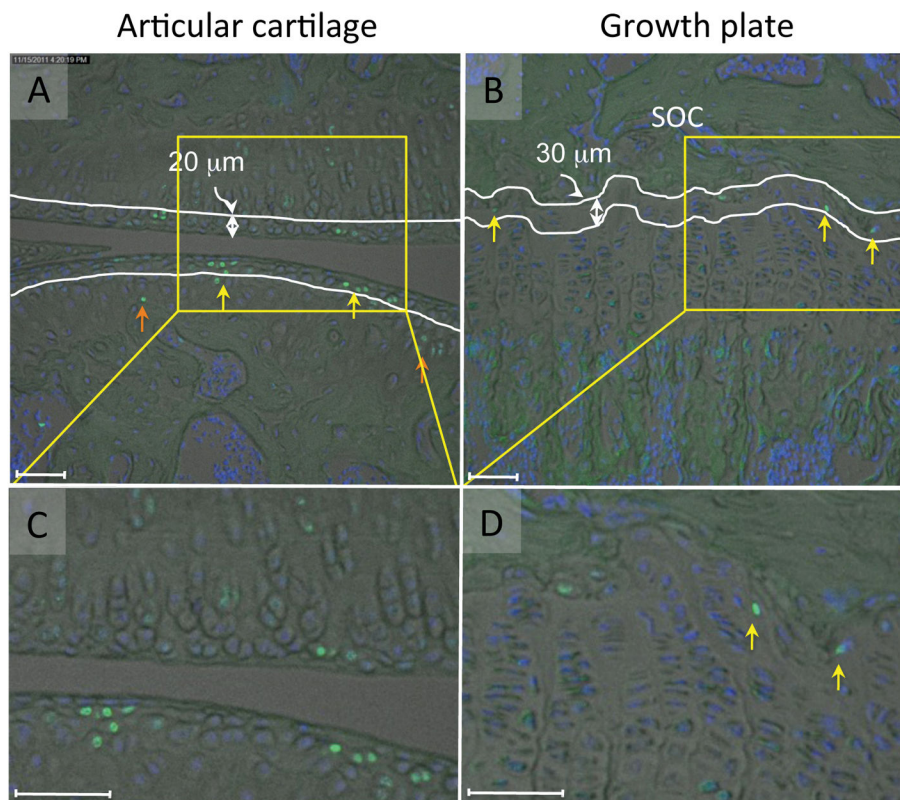 Articular cartilage
Growth plate
11/15/2011 4:20:19 PM
A
B
SOC
20 µm
30 µm
C
D